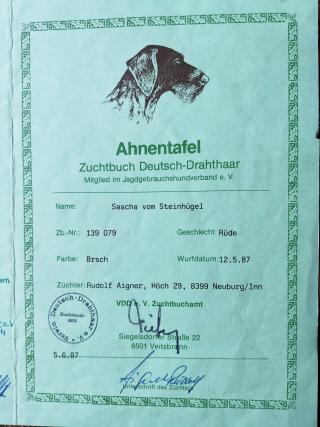 Ahnentafel
Zuchtbuch Deutsch-Drahthaar
Mitglied im Jagdgebrauchshundverband e. V.
Name: Sascha vom Steinhügel
Zb.-Nr.: 139 079 Geschlecht: Rüde
Farbe: Brsch Wurfdatum: 12.5.87
Züchter: Rudolf Aigner, Höch 29, 8399 Neuburg/Inn
VDD e. V. Zuchtbuchamt
Verein Deutsch-Drahthaar e.V.
Siegelsdorfer Straße 22
8501 Veitsbronn
5.6.87
Unterschrift des Züchters